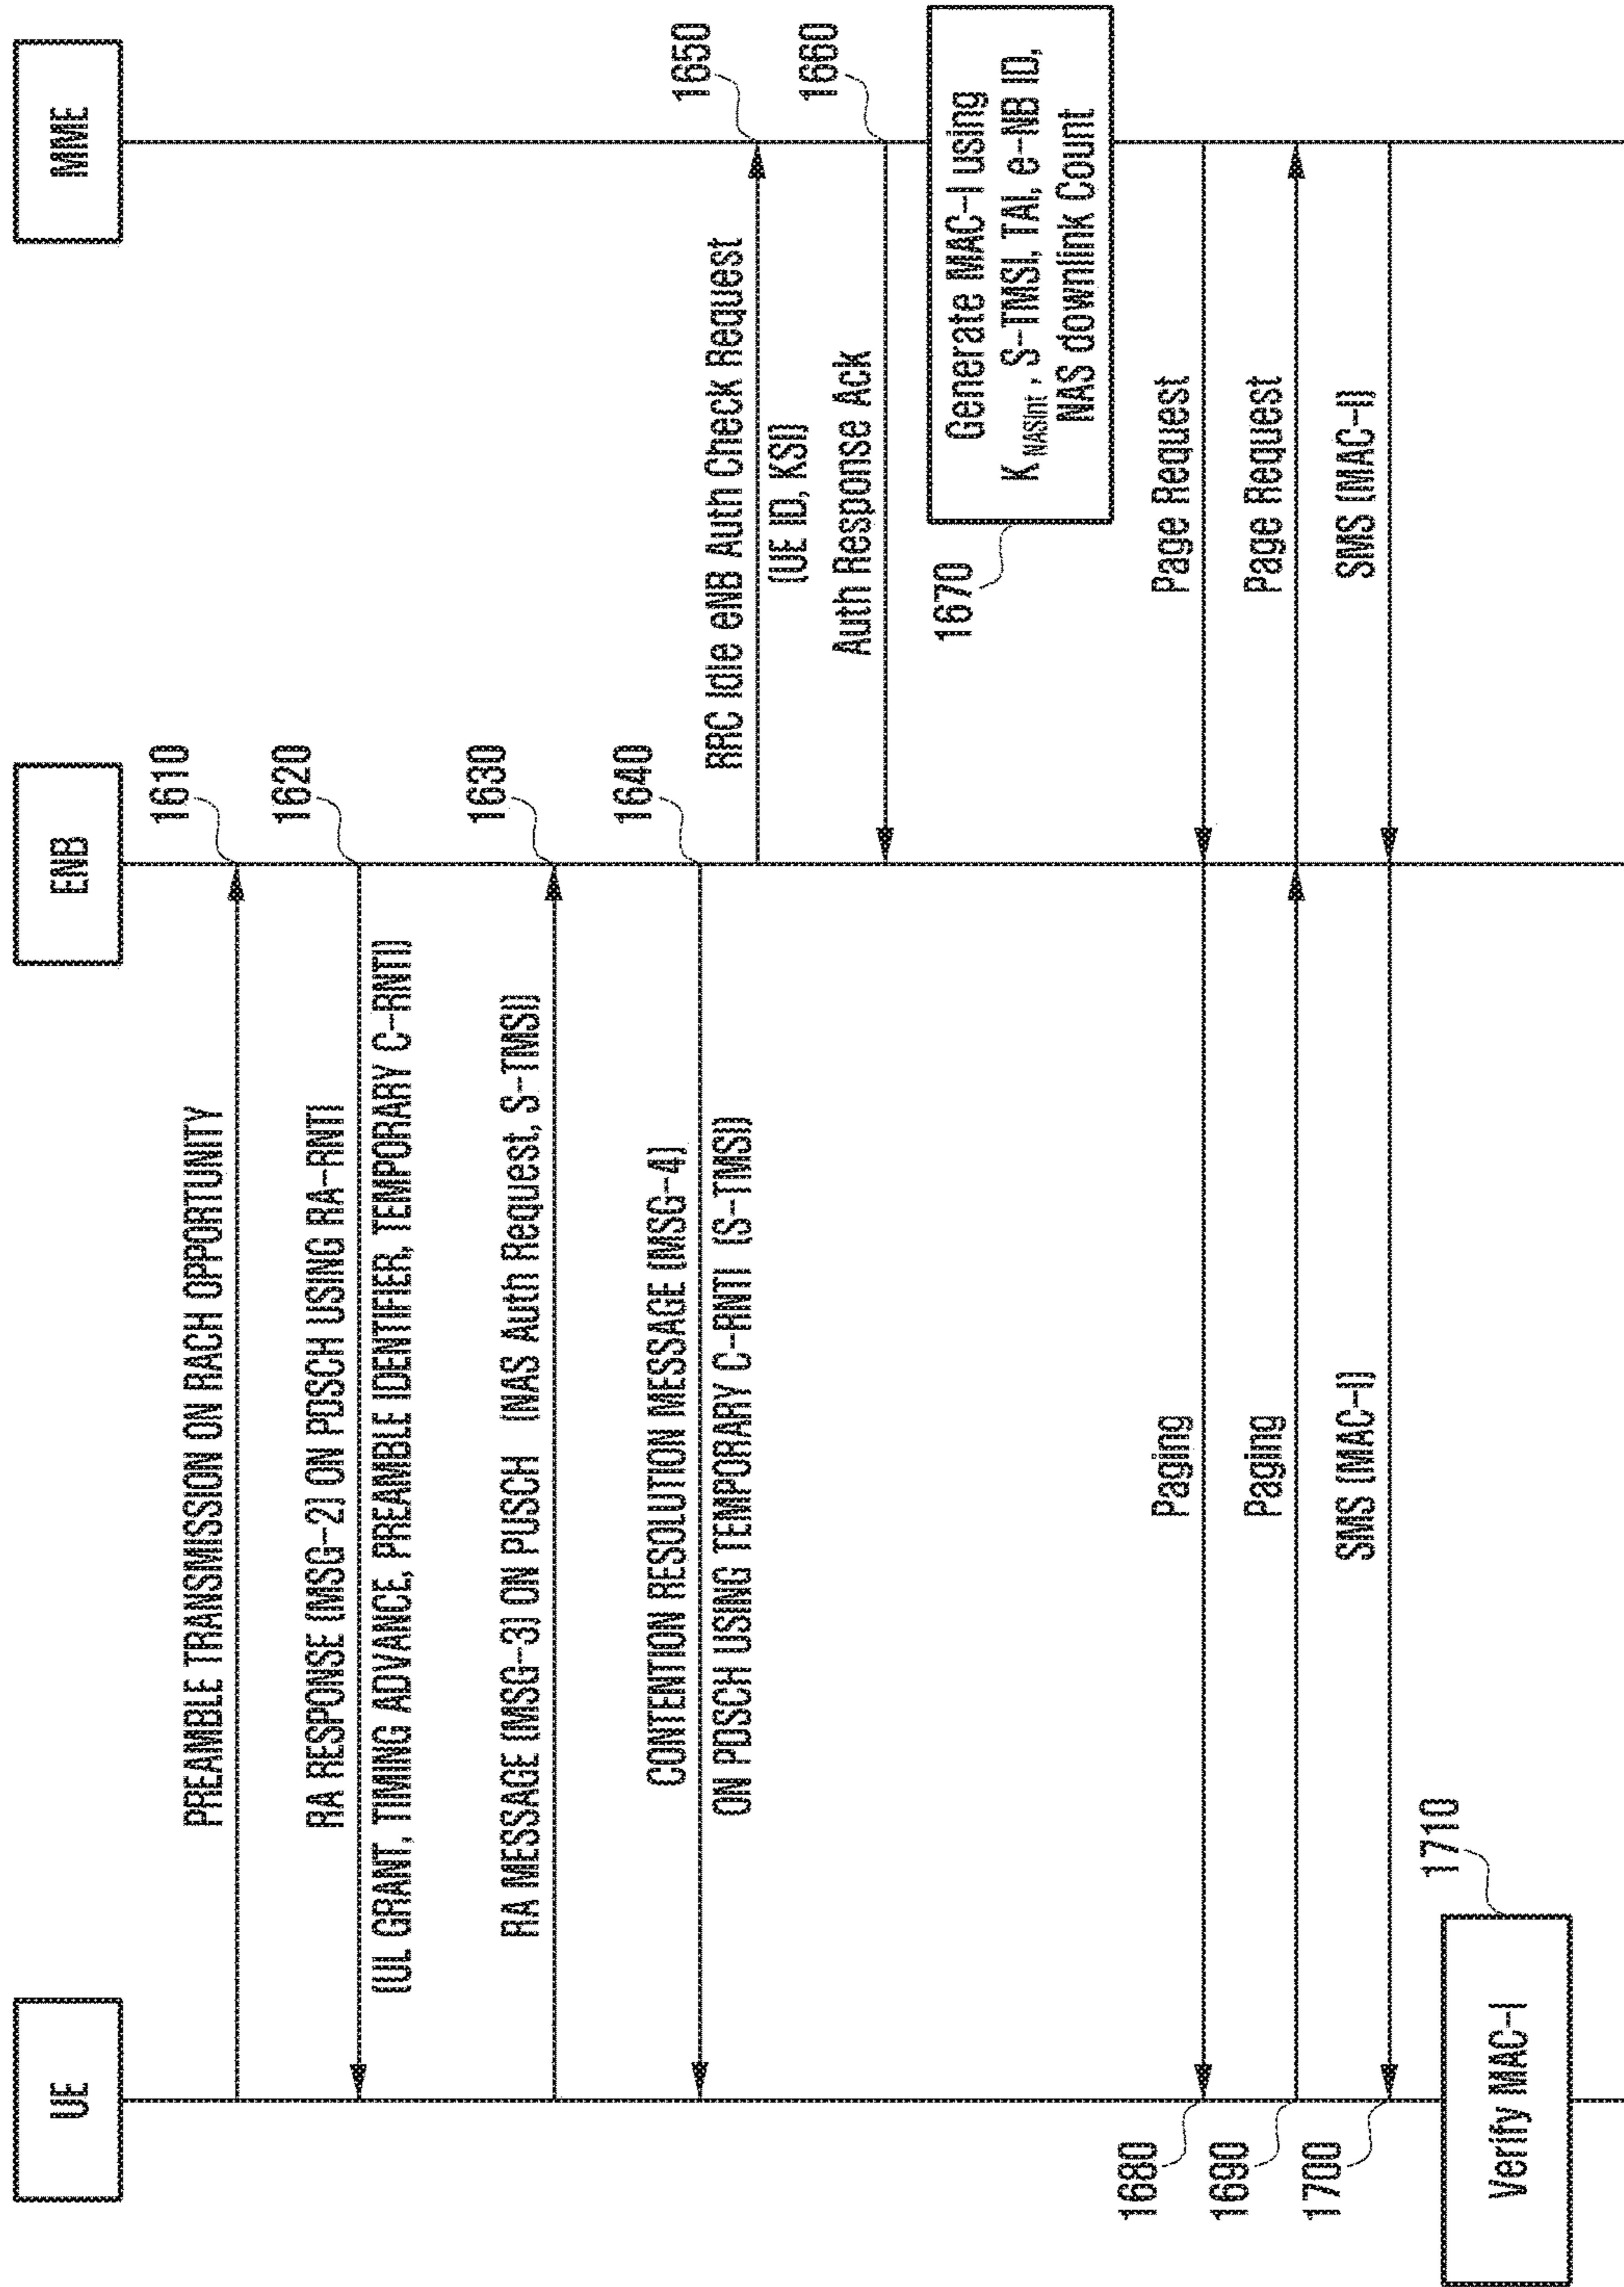 UE
ENB
MME
PREAMBLE TRANSMISSION ON RACH OPPORTUNITY
1610
RA RESPONSE (MSG-2) ON PDSCH USING RA-RNTI
1620
(UL GRANT, TIMING ADVANCE, PREAMBLE IDENTIFIER, TEMPORARY C-RNTI)
RA MESSAGE (MSG-3) ON PUSCH (NAS Auth Request, S-TMSI)
1630
CONTENTION RESOLUTION MESSAGE (MSG-4)
1640
ON PDSCH USING TEMPORARY C-RNTI (S-TMSI)
RRC Idle eNB Auth Check Request
1650
(UE ID, KSI)
Auth Response Ack
1660
1670
Generate MAC-I using
K NASInt, S-TMSI, TAI, e-NB ID,
NAS downlink Count
1680
Paging
Page Request
1690
Paging
Page Request
1700
SMS (MAC-I)
SMS (MAC-I)
Verify MAC-I
1710